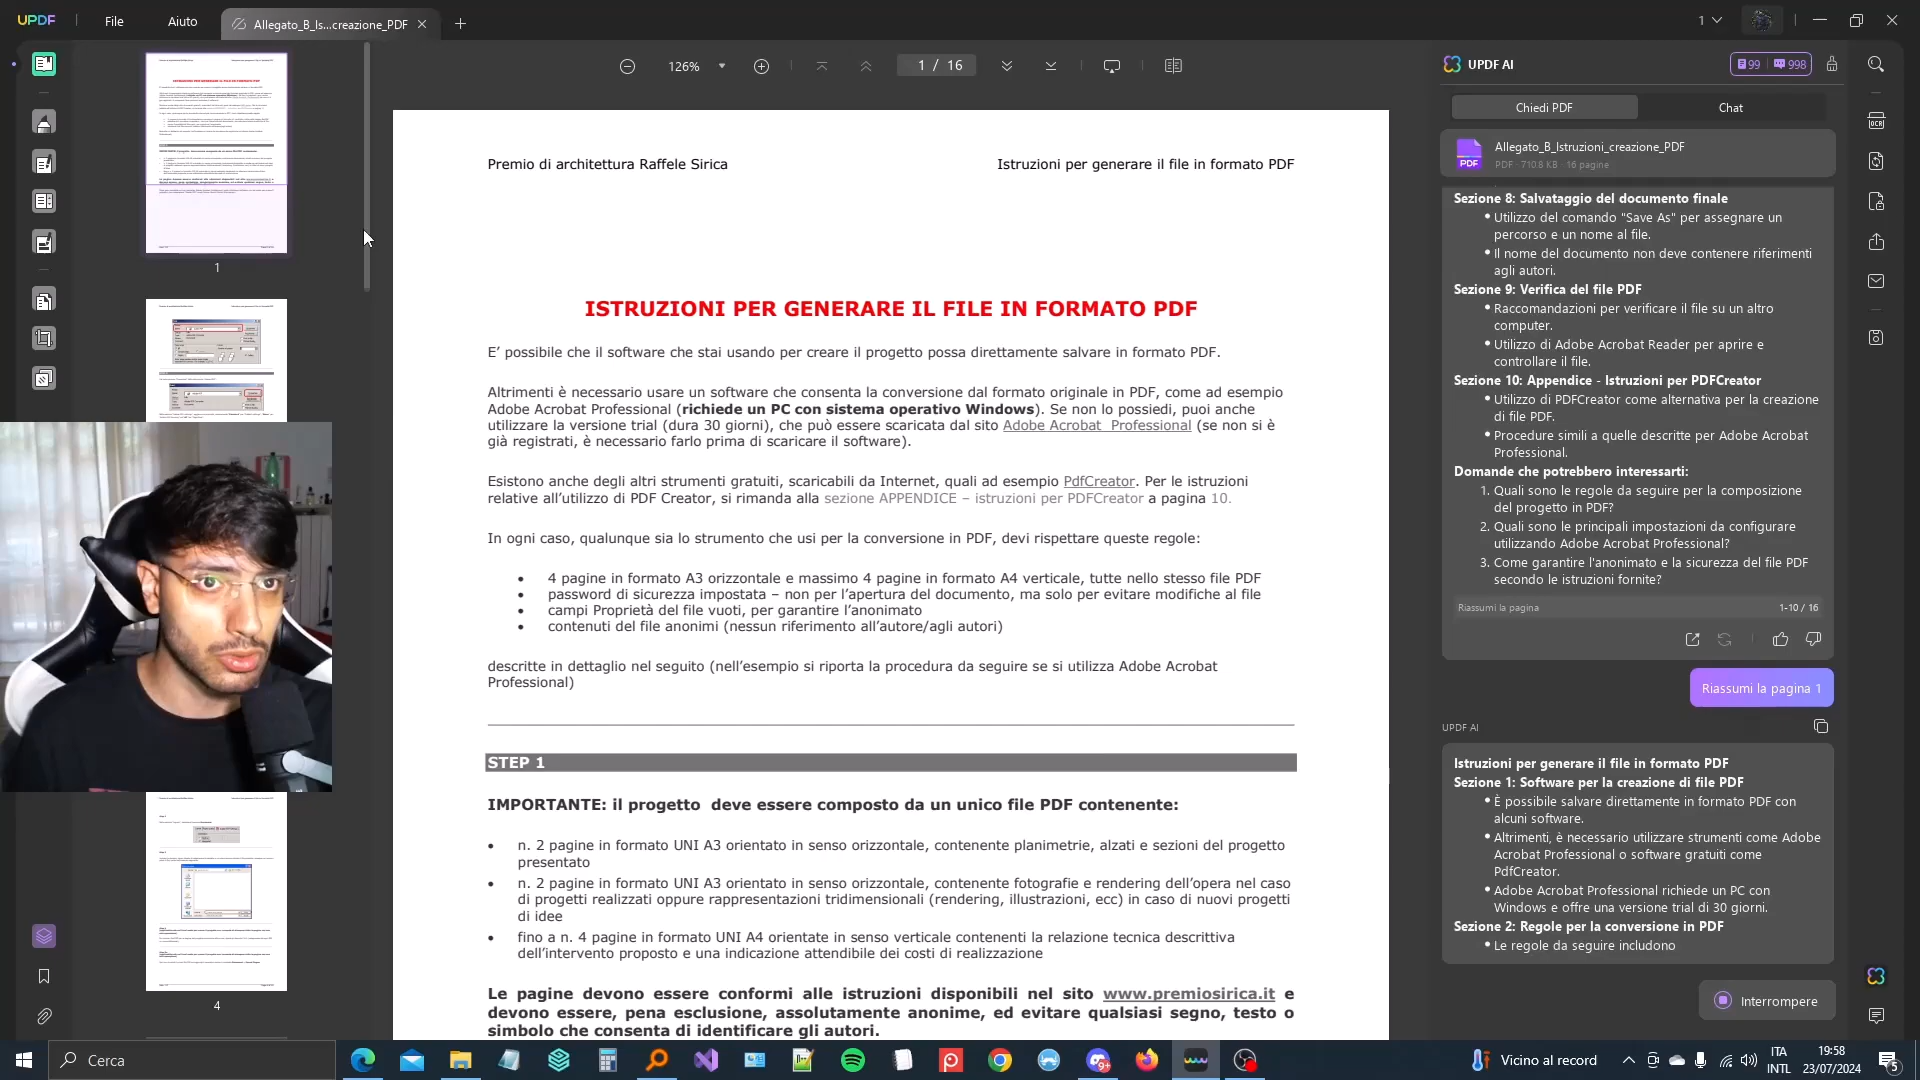 UPDF
File
Aiuto
Allegato_B_Is...creazione_PDF
1
126%
1 / 16
1
4
Premio di architettura Raffele Sirica
Istruzioni per generare il file in formato PDF
ISTRUZIONI PER GENERARE IL FILE IN FORMATO PDF
E' possibile che il software che stai usando per creare il progetto possa direttamente salvare in formato PDF.
Altrimenti è necessario usare un software che consenta la conversione dal formato originale in PDF, come ad esempio
Adobe Acrobat Professional (richiede un PC con sistema operativo Windows). Se non lo possiedi, puoi anche
utilizzare la versione trial (dura 30 giorni), che può essere scaricata dal sito Adobe Acrobat Professional (se non si è
già registrati, è necessario farlo prima di scaricare il software).
Esistono anche degli altri strumenti gratuiti, scaricabili da Internet, quali ad esempio PdfCreator. Per le istruzioni
relative all'utilizzo di PDF Creator, si rimanda alla sezione APPENDICE – istruzioni per PDFCreator a pagina 10.
In ogni caso, qualunque sia lo strumento che usi per la conversione in PDF, devi rispettare queste regole:
• 4 pagine in formato A3 orizzontale e massimo 4 pagine in formato A4 verticale, tutte nello stesso file PDF
• password di sicurezza impostata – non per l'apertura del documento, ma solo per evitare modifiche al file
• campi Proprietà del file vuoti, per garantire l'anonimato
• contenuti del file anonimi (nessun riferimento all'autore/agli autori)
descritte in dettaglio nel seguito (nell'esempio si riporta la procedura da seguire se si utilizza Adobe Acrobat
Professional)
STEP 1
IMPORTANTE: il progetto deve essere composto da un unico file PDF contenente:
• n. 2 pagine in formato UNI A3 orientato in senso orizzontale, contenente planimetrie, alzati e sezioni del progetto
presentato
• n. 2 pagine in formato UNI A3 orientato in senso orizzontale, contenente fotografie e rendering dell'opera nel caso
di progetti realizzati oppure rappresentazioni tridimensionali (rendering, illustrazioni, ecc) in caso di nuovi progetti
di idee
• fino a n. 4 pagine in formato UNI A4 orientate in senso verticale contenenti la relazione tecnica descrittiva
dell'intervento proposto e una indicazione attendibile dei costi di realizzazione
Le pagine devono essere conformi alle istruzioni disponibili nel sito www.premiosirica.it e
devono essere, pena esclusione, assolutamente anonime, ed evitare qualsiasi segno, testo o
simbolo che consenta di identificare gli autori.
UPDF AI
99
998
Chiedi PDF
Chat
Allegato_B_Istruzioni_creazione_PDF
PDF
PDF · 710.8 KB · 16 pagine
Sezione 8: Salvataggio del documento finale
• Utilizzo del comando "Save As" per assegnare un
percorso e un nome al file.
• Il nome del documento non deve contenere riferimenti
agli autori.
Sezione 9: Verifica del file PDF
• Raccomandazioni per verificare il file su un altro
computer.
• Utilizzo di Adobe Acrobat Reader per aprire e
controllare il file.
Sezione 10: Appendice - Istruzioni per PDFCreator
• Utilizzo di PDFCreator come alternativa per la creazione
di file PDF.
• Procedure simili a quelle descritte per Adobe Acrobat
Professional.
Domande che potrebbero interessarti:
1. Quali sono le regole da seguire per la composizione
del progetto in PDF?
2. Quali sono le principali impostazioni da configurare
utilizzando Adobe Acrobat Professional?
3. Come garantire l'anonimato e la sicurezza del file PDF
secondo le istruzioni fornite?
Riassumi la pagina
1-10 / 16
Riassumi la pagina 1
UPDF AI
Istruzioni per generare il file in formato PDF
Sezione 1: Software per la creazione di file PDF
• È possibile salvare direttamente in formato PDF con
alcuni software.
• Altrimenti, è necessario utilizzare strumenti come Adobe
Acrobat Professional o software gratuiti come
PdfCreator.
• Adobe Acrobat Professional richiede un PC con
Windows e offre una versione trial di 30 giorni.
Sezione 2: Regole per la conversione in PDF
• Le regole da seguire includono
Interrompere
OCR
Cerca
9+
Vicino al record
ITA
INTL
19:58
23/07/2024
5